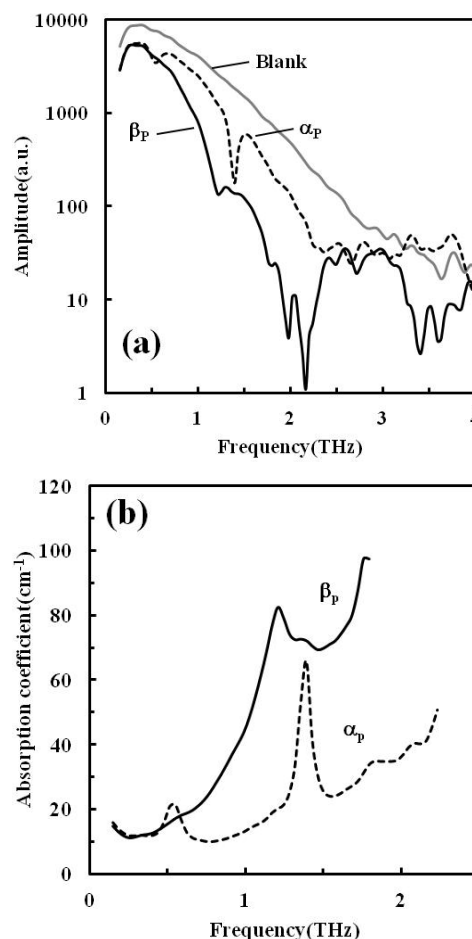 10000
1000
100
10
1
Amplitude(a.u.)
Blank
βP
αP
(a)
0 1 2 3 4
Frequency(THz)
120
100
80
60
40
20
0
Absorption coefficient(cm-1)
(b)
βp
αp
0 1 2
Frequency(THz)